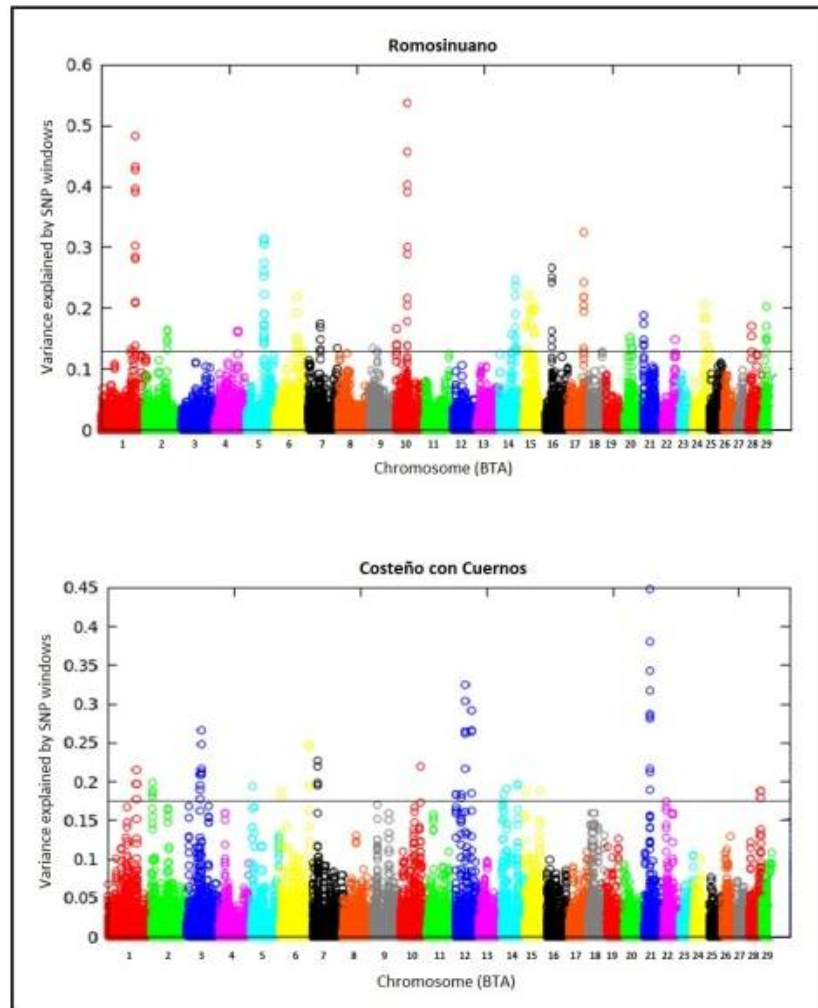 Romosinuano
0.6
0.5
0.4
0.3
0.2
0.1
0
Variance explained by SNP windows
1 2 3 4 5 6 7 8 9 10 11 12 13 14 15 16 17 18 19 20 21 22 23 24 25 26 27 28 29
Chromosome (BTA)
Costeño con Cuernos
0.45
0.4
0.35
0.3
0.25
0.2
0.15
0.1
0.05
0
Variance explained by SNP windows
1 2 3 4 5 6 7 8 9 10 11 12 13 14 15 16 17 18 19 20 21 22 23 24 25 26 27 28 29
Chromosome (BTA)